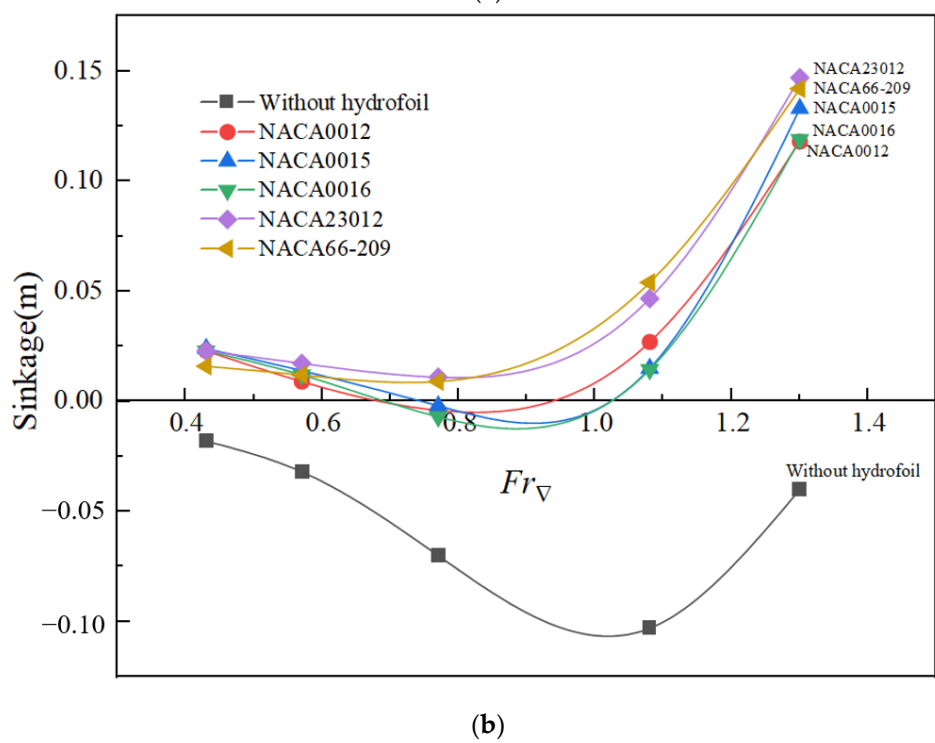 0.15
0.10
0.05
0.00
−0.05
−0.10
Sinkage(m)
Without hydrofoil
NACA0012
NACA0015
NACA0016
NACA23012
NACA66-209
NACA23012
NACA66-209
NACA0015
NACA0016
NACA0012
0.4 0.6 0.8 1.0 1.2 1.4
Fr∇
Without hydrofoil
(b)